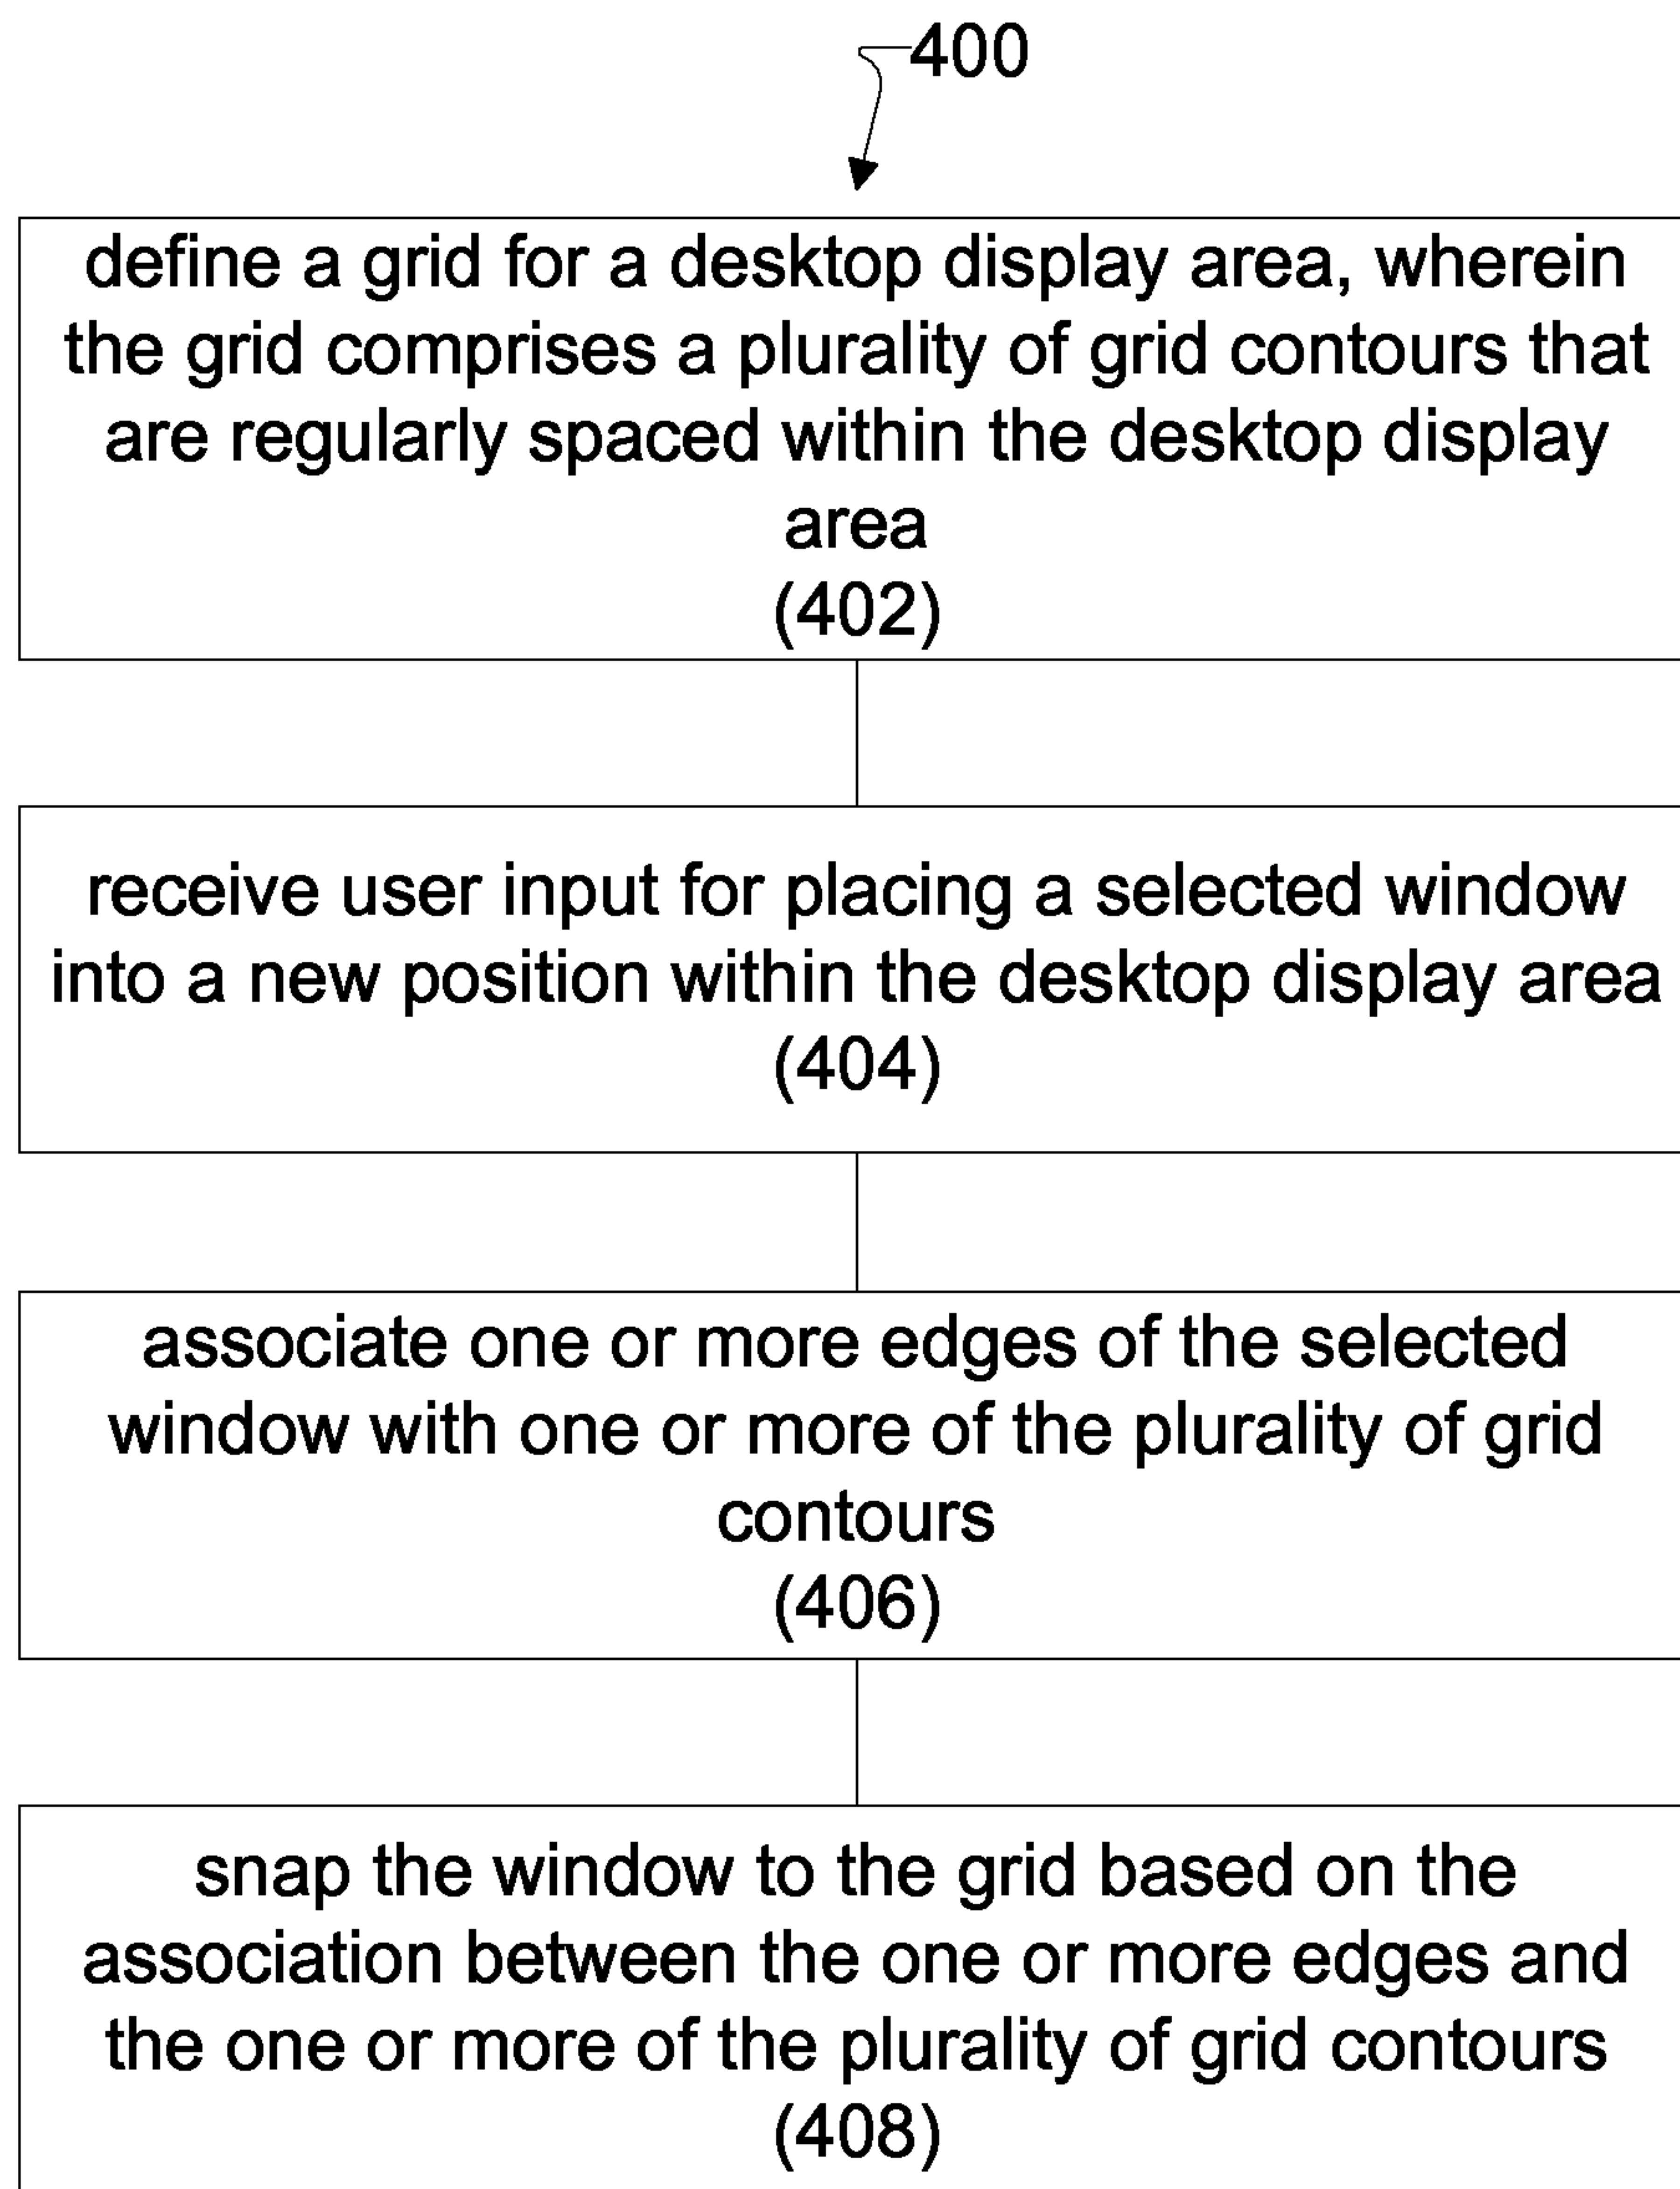 400
define a grid for a desktop display area, wherein
the grid comprises a plurality of grid contours that
are regularly spaced within the desktop display
area
(402)
receive user input for placing a selected window
into a new position within the desktop display area
(404)
associate one or more edges of the selected
window with one or more of the plurality of grid
contours
(406)
snap the window to the grid based on the
association between the one or more edges and
the one or more of the plurality of grid contours
(408)